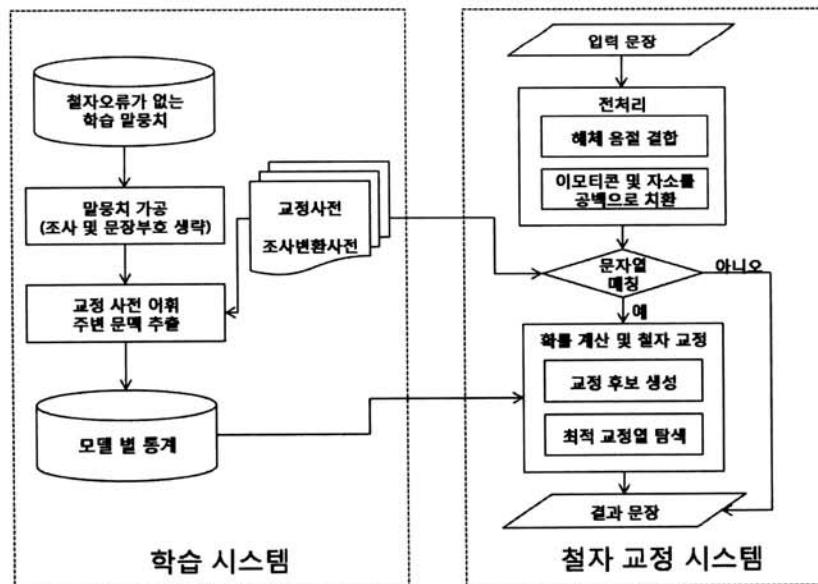 철자오류가 없는
학습 말뭉치
말뭉치 가공
(조사 및 문장부호 생략)
교정 사전 어휘
주변 문맥 추출
모델 별 통계
교정사전
조사변환사전
학습 시스템
입력 문장
전처리
해체 음절 결합
이모티콘 및 자소를
공백으로 치환
문자열
매칭
아니오
예
확률 계산 및 철자 교정
교정 후보 생성
최적 교정열 탐색
결과 문장
철자 교정 시스템